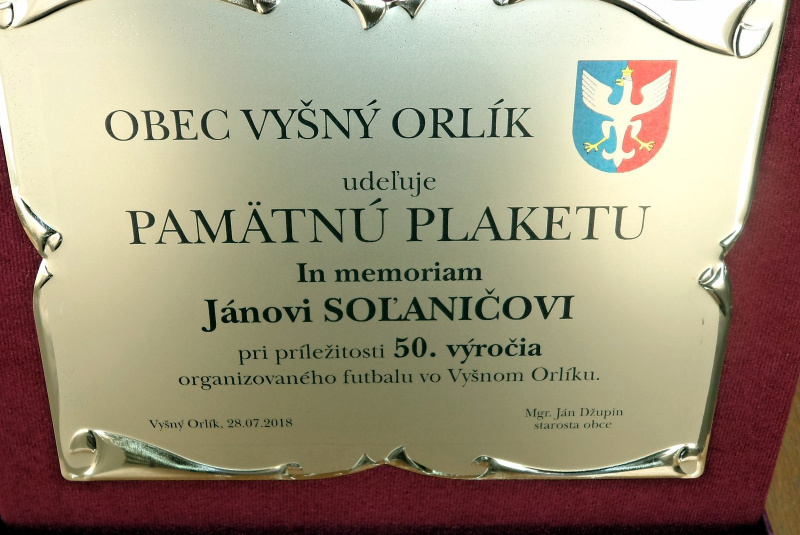 OBEC VYŠNÝ ORLÍK
udeľuje
PAMÄTNÚ PLAKETU
In memoriam
Jánovi SOĽANIČOVI
pri príležitosti 50. výročia
organizovaného futbalu vo Vyšnom Orlíku.
Vyšný Orlík, 28.07.2018
Mgr. Ján Džupin
starosta obce